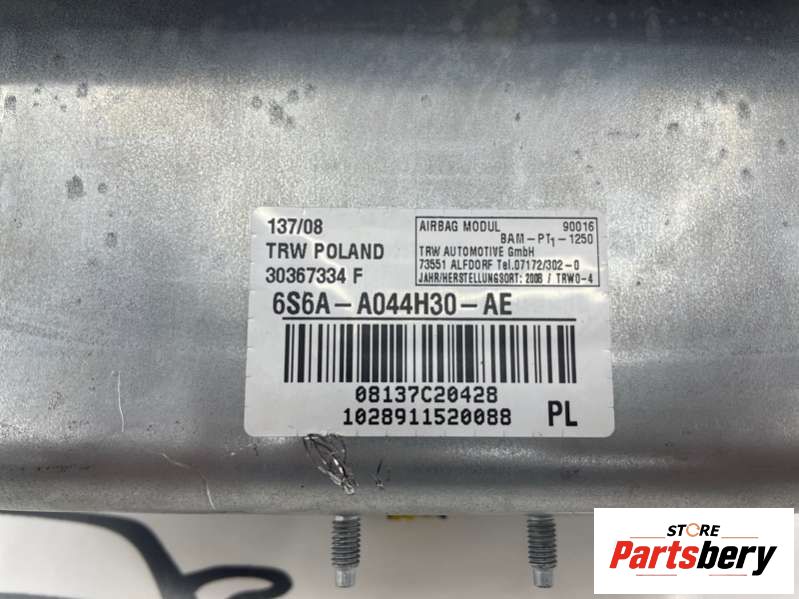 137/08
TRW POLAND
30367334 F
AIRBAG MODUL 90016
BAM-PT1-1250
TRW AUTOMOTIVE GmbH
73551 ALFDORF Tel.07172/302-0
JAHR/HERSTELLUNGSORT: 2008 / TRWO-4
6S6A-A044H30-AE
08137C20428
1028911520088 PL
STORE
Partsbery